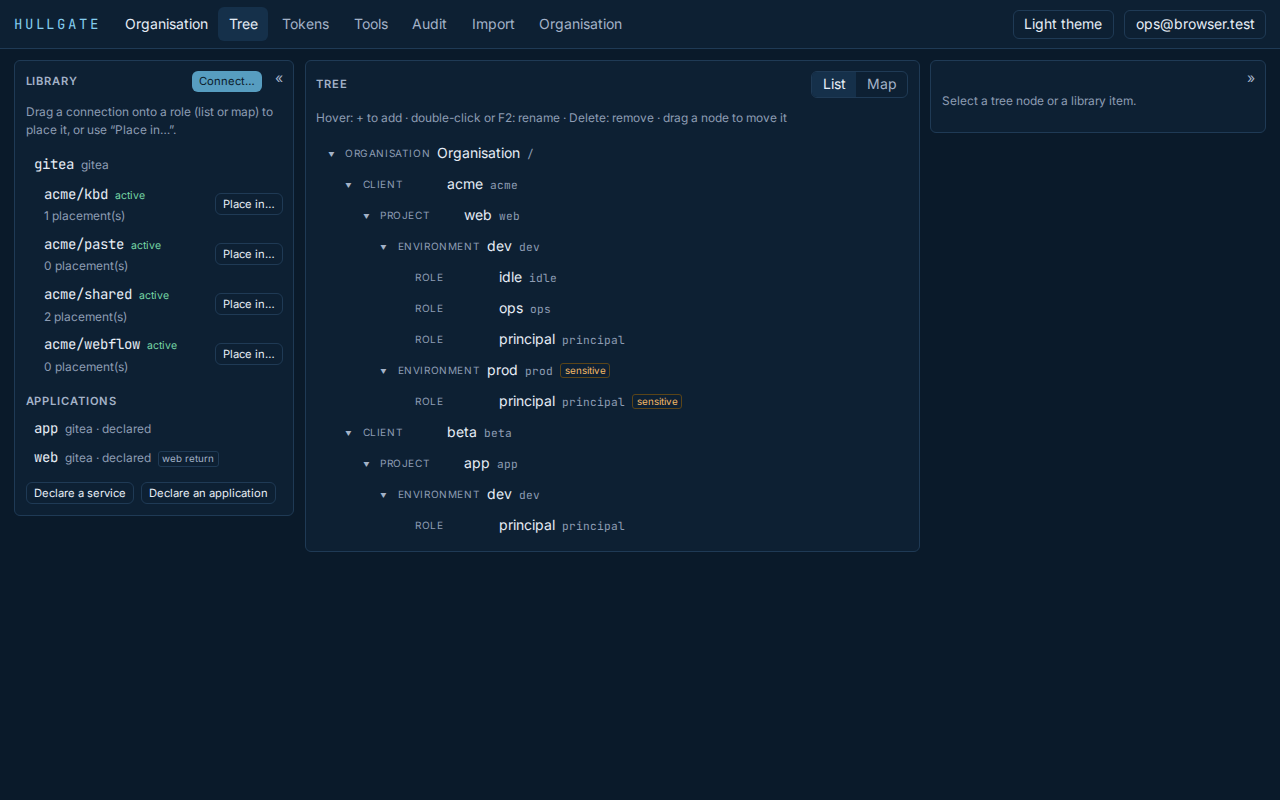 HULLGATE Organisation Tree Tokens Tools Audit Import Organisation Light theme ops@browser.test
LIBRARY Connect… «
Drag a connection onto a role (list or map) to
place it, or use “Place in…”.
gitea gitea
acme/kbd active
1 placement(s)
Place in…
acme/paste active
0 placement(s)
Place in…
acme/shared active
2 placement(s)
Place in…
acme/webflow active
0 placement(s)
Place in…
APPLICATIONS
app gitea · declared
web gitea · declared web return
Declare a service Declare an application
TREE List Map
Hover: + to add · double-click or F2: rename · Delete: remove · drag a node to move it
▾ ORGANISATION Organisation /
▾ CLIENT acme acme
▾ PROJECT web web
▾ ENVIRONMENT dev dev
ROLE idle idle
ROLE ops ops
ROLE principal principal
▾ ENVIRONMENT prod prod sensitive
ROLE principal principal sensitive
▾ CLIENT beta beta
▾ PROJECT app app
▾ ENVIRONMENT dev dev
ROLE principal principal
»
Select a tree node or a library item.